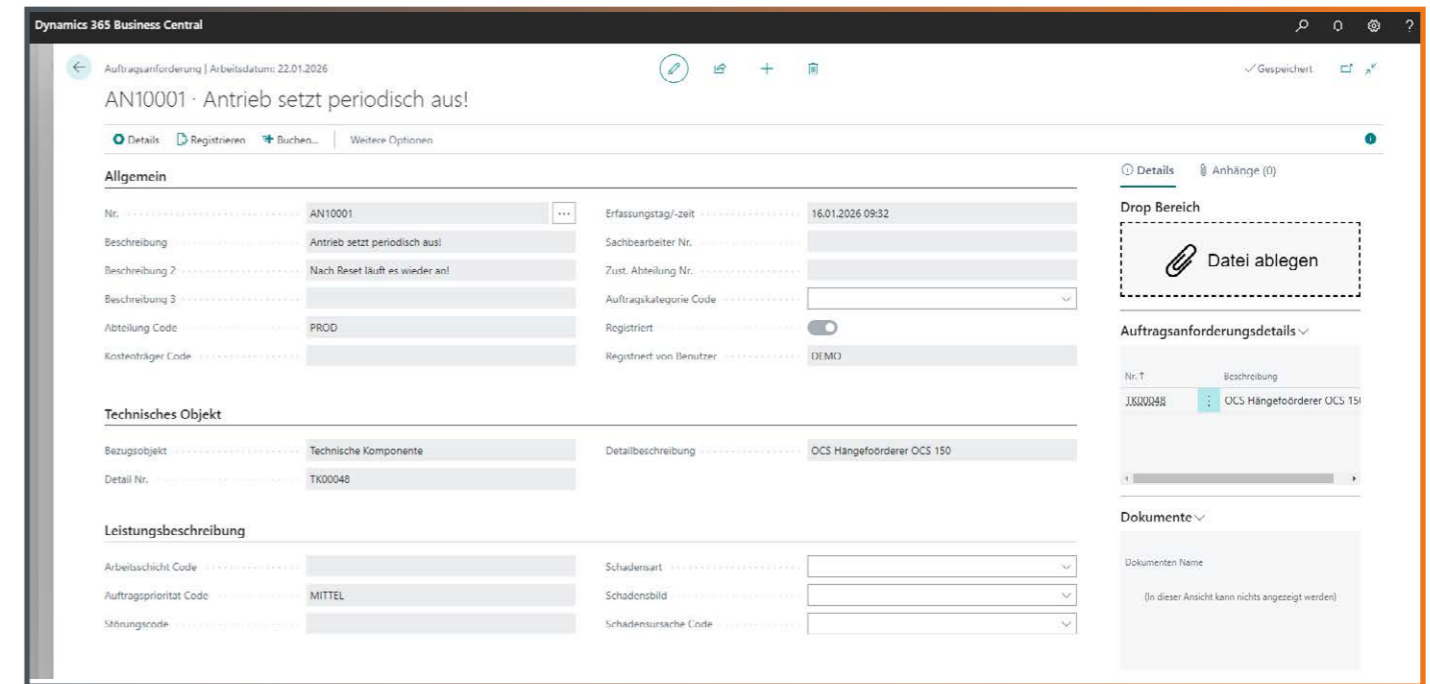 Dynamics 365 Business Central
Auftragsanforderung | Arbeitsdatum: 22.01.2026
Gespeichert
AN10001 · Antrieb setzt periodisch aus!
Details Registrieren Buchen... Weitere Optionen
Allgemein
Nr. AN10001
Beschreibung Antrieb setzt periodisch aus!
Beschreibung 2 Nach Reset läuft es wieder an!
Beschreibung 3
Abteilung Code PROD
Kostenträger Code
Erfassungstag/-zeit 16.01.2026 09:32
Sachbearbeiter Nr.
Zust. Abteilung Nr.
Auftragskategorie Code
Registriert
Registriert von Benutzer DEMO
Technisches Objekt
Bezugsobjekt Technische Komponente
Detail Nr. TK00048
Detailbeschreibung OCS Hängefoörderer OCS 150
Leistungsbeschreibung
Arbeitsschicht Code
Auftragspriorität Code MITTEL
Störungscode
Schadensart
Schadensbild
Schadensursache Code
Details Anhänge (0)
Drop Bereich
Datei ablegen
Auftragsanforderungsdetails
Nr. ↑ Beschreibung
TK00048 OCS Hängefoörderer OCS 15
Dokumente
Dokumenten Name
(In dieser Ansicht kann nichts angezeigt werden)